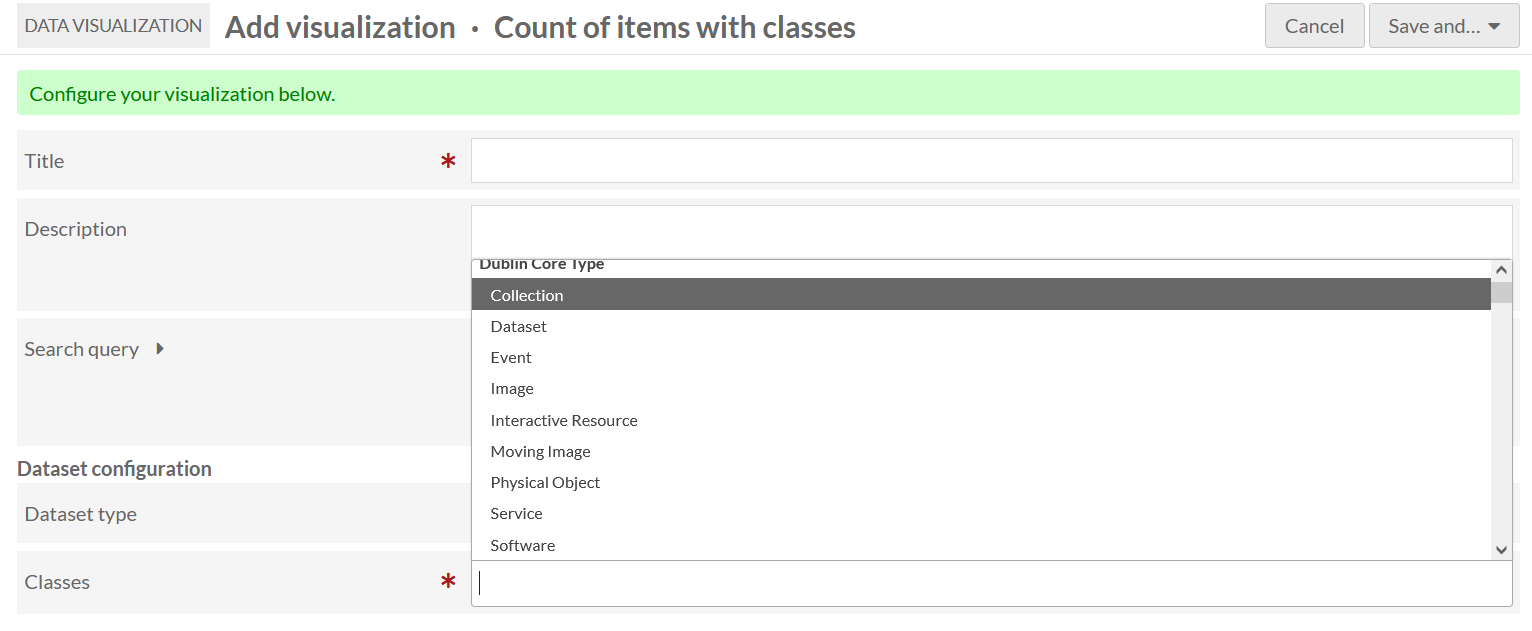 DATA VISUALIZATION Add visualization · Count of items with classes Cancel Save and...
Configure your visualization below.
Title *
Description
Dublin Core Type
Collection
Dataset
Event
Image
Interactive Resource
Moving Image
Physical Object
Service
Software
Search query
Dataset configuration
Dataset type
Classes *